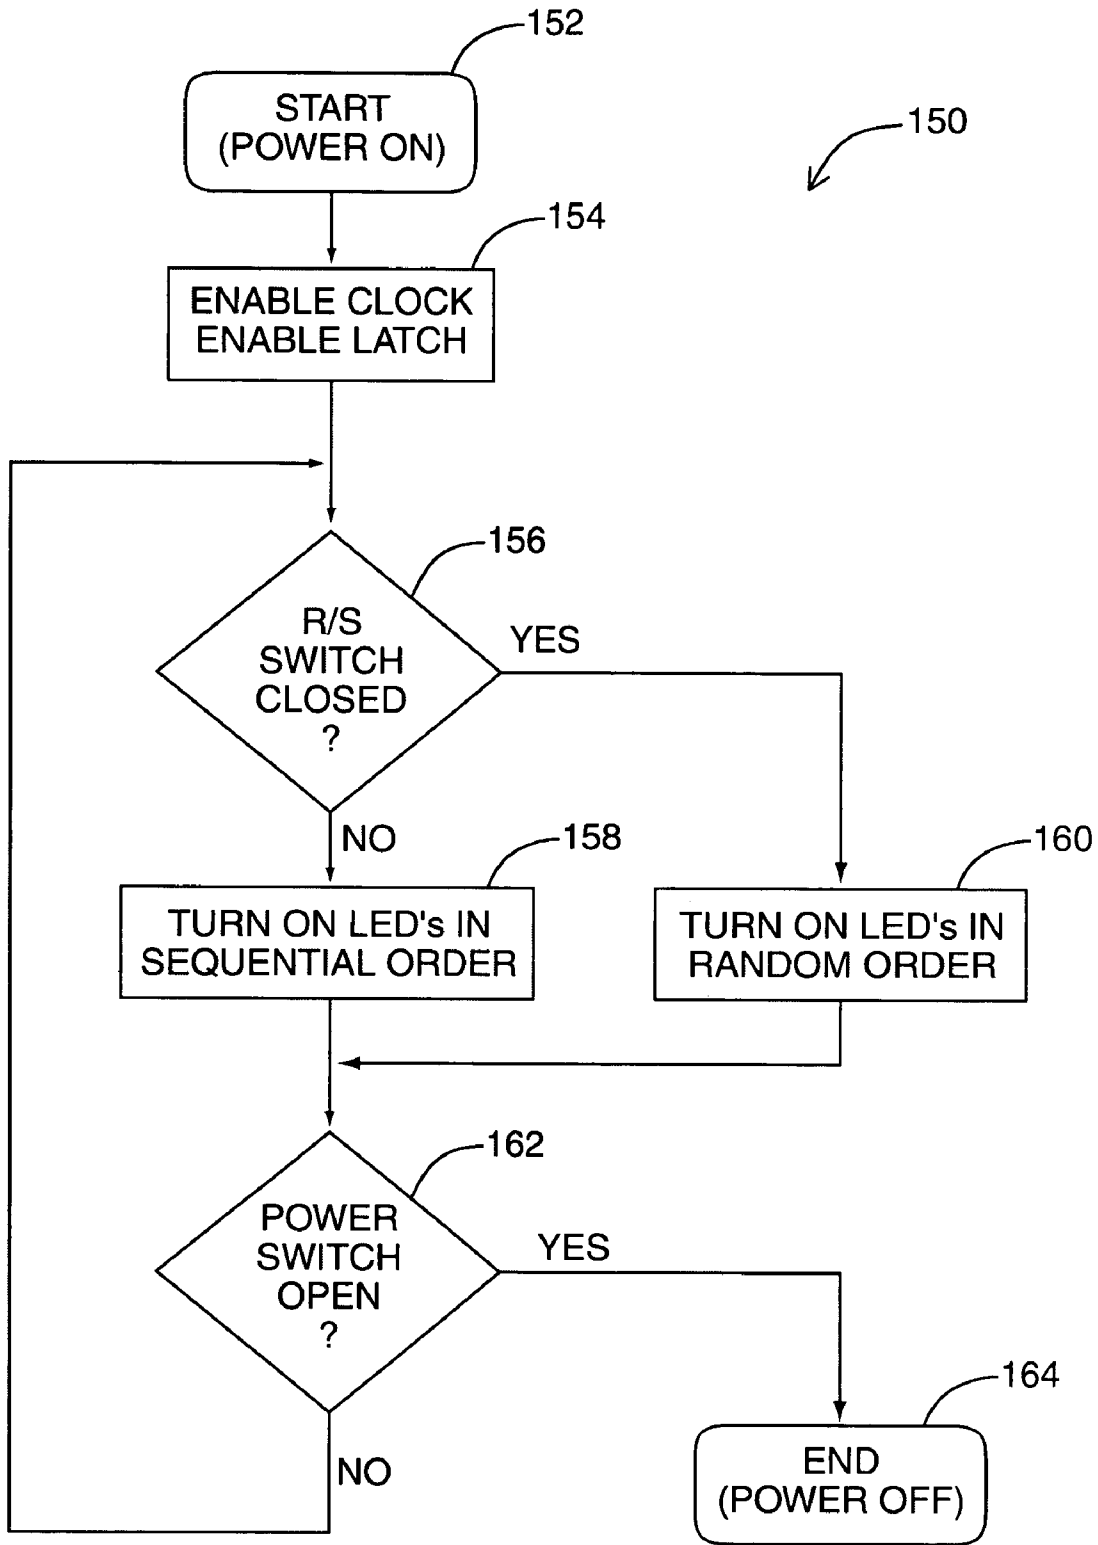 152
START
(POWER ON)
150
154
ENABLE CLOCK
ENABLE LATCH
156
R/S
SWITCH
CLOSED
?
YES
NO
158
TURN ON LED's IN
SEQUENTIAL ORDER
160
TURN ON LED's IN
RANDOM ORDER
162
POWER
SWITCH
OPEN
?
YES
NO
164
END
(POWER OFF)